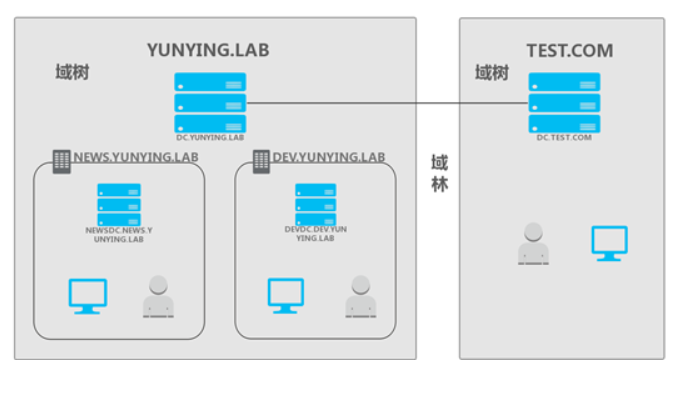 YUNYING.LAB
域树
DC.YUNYING.LAB
NEWS.YUNYING.LAB
NEWSDC.NEWS.Y
UNYING.LAB
DEV.YUNYING.LAB
DEVDC.DEV.YUN
YING.LAB
域
林
TEST.COM
域树
DC.TEST.COM